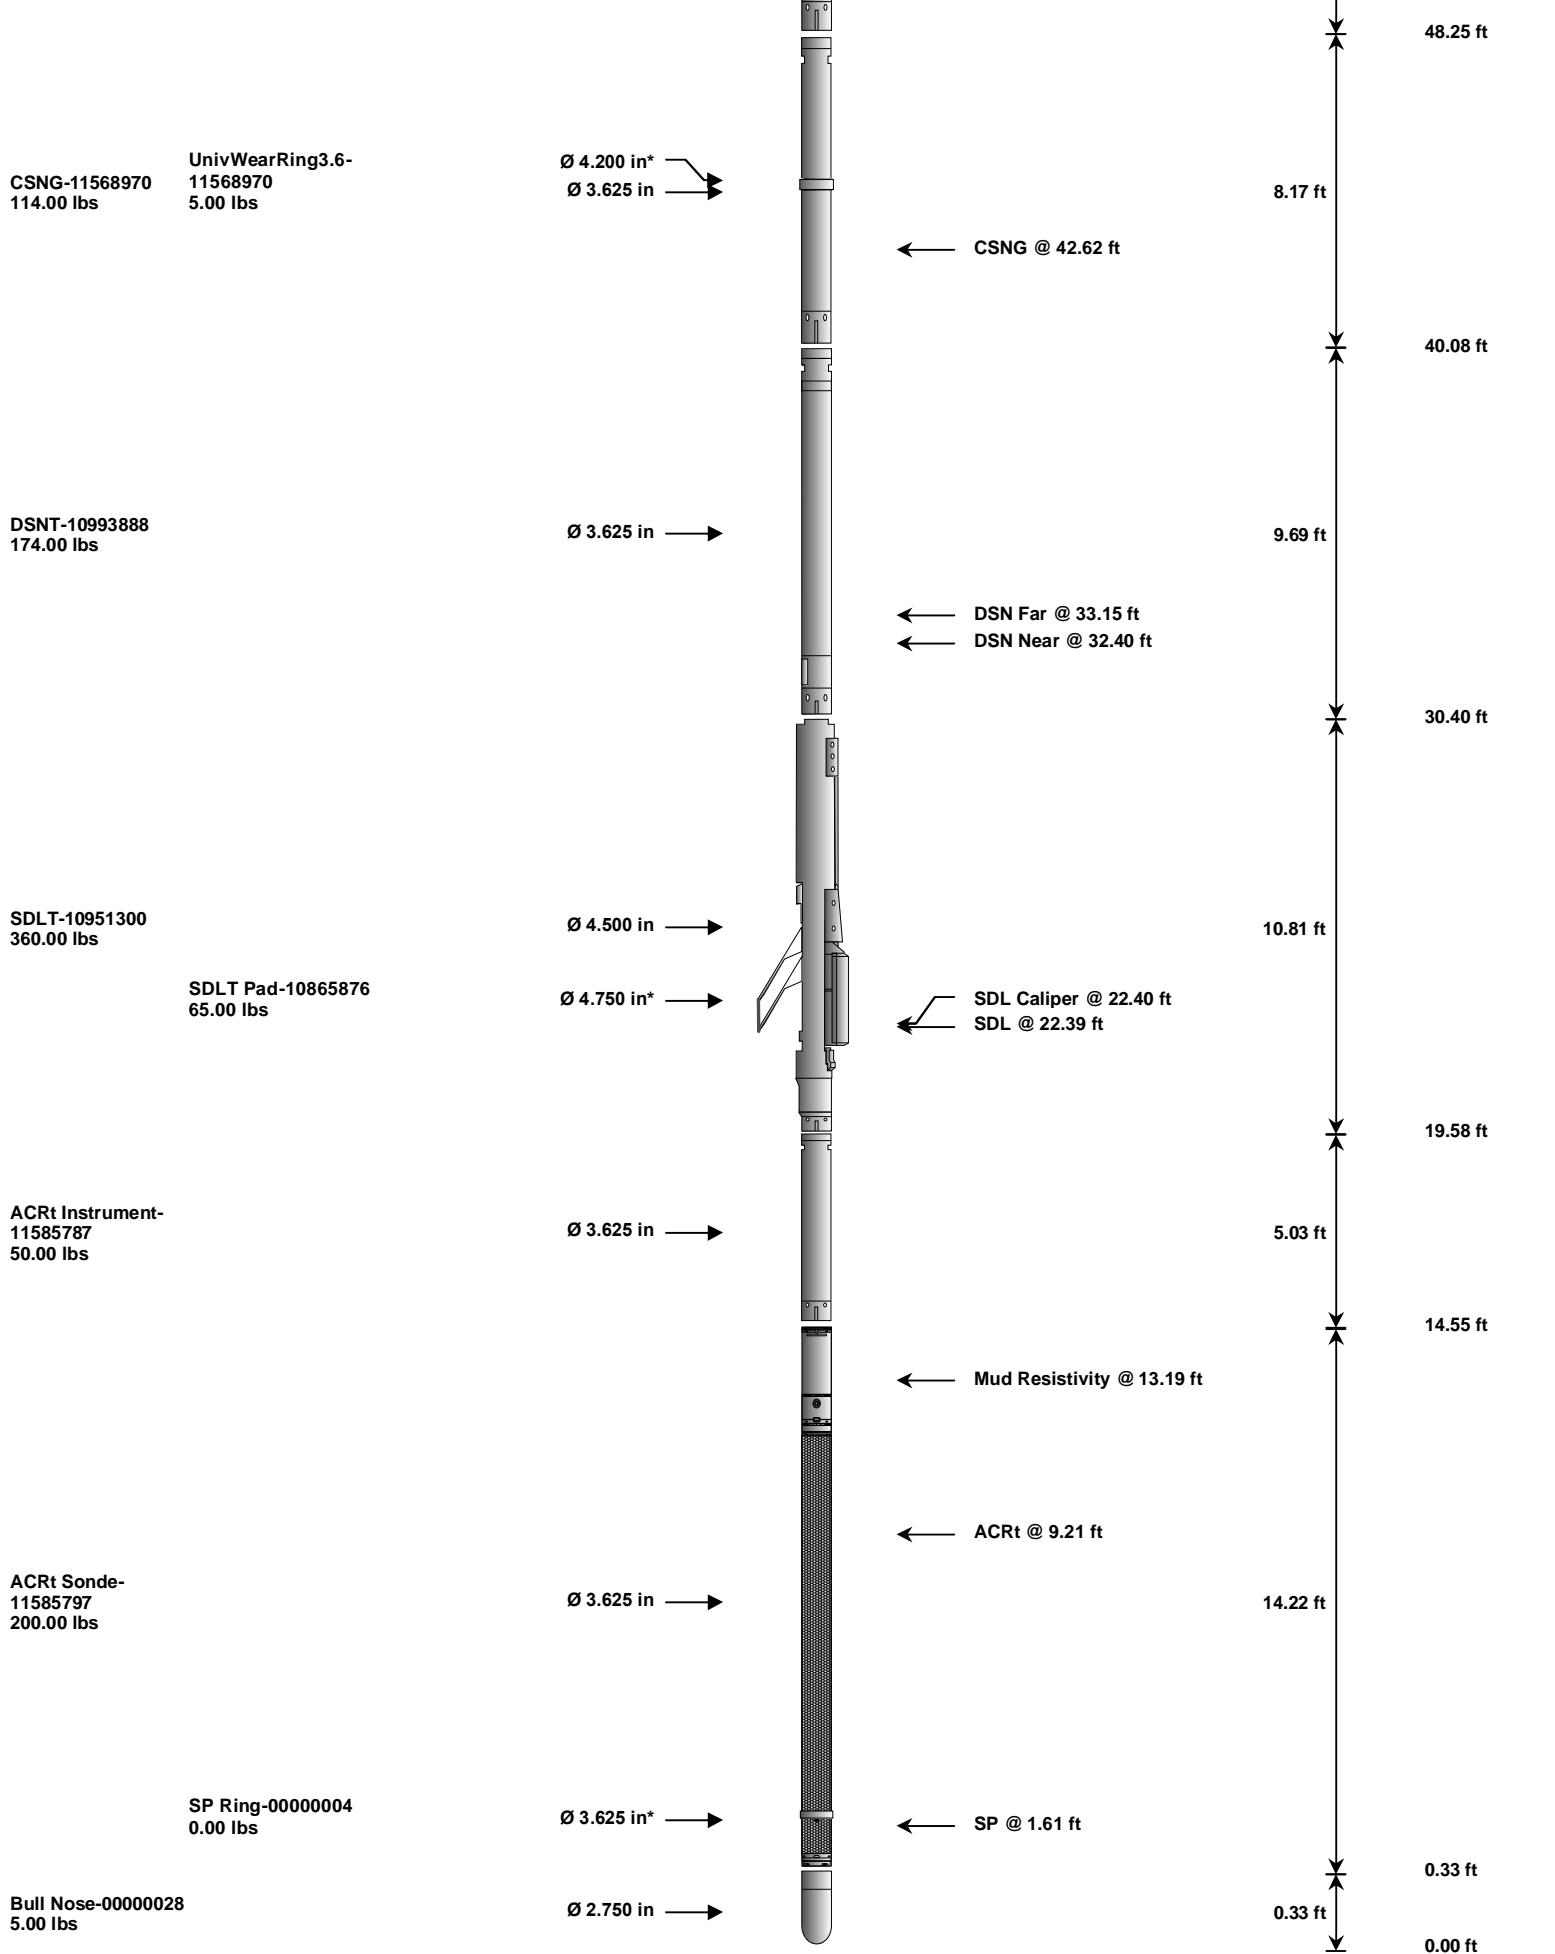 48.25 ft
UnivWearRing3.6-
Ø 4.200 in*
CSNG-11568970
11568970
Ø 3.625 in
8.17 ft
114.00 lbs
5.00 lbs
CSNG @ 42.62 ft
40.08 ft
DSNT-10993888
174.00 lbs
Ø 3.625 in
9.69 ft
DSN Far @ 33.15 ft
DSN Near @ 32.40 ft
30.40 ft
SDLT-10951300
360.00 lbs
Ø 4.500 in
10.81 ft
SDLT Pad-10865876
65.00 lbs
Ø 4.750 in*
SDL Caliper @ 22.40 ft
SDL @ 22.39 ft
19.58 ft
ACRt Instrument-
11585787
50.00 lbs
Ø 3.625 in
5.03 ft
14.55 ft
Mud Resistivity @ 13.19 ft
ACRt @ 9.21 ft
ACRt Sonde-
11585797
200.00 lbs
Ø 3.625 in
14.22 ft
SP Ring-00000004
0.00 lbs
Ø 3.625 in*
SP @ 1.61 ft
0.33 ft
Bull Nose-00000028
5.00 lbs
Ø 2.750 in
0.33 ft
0.00 ft